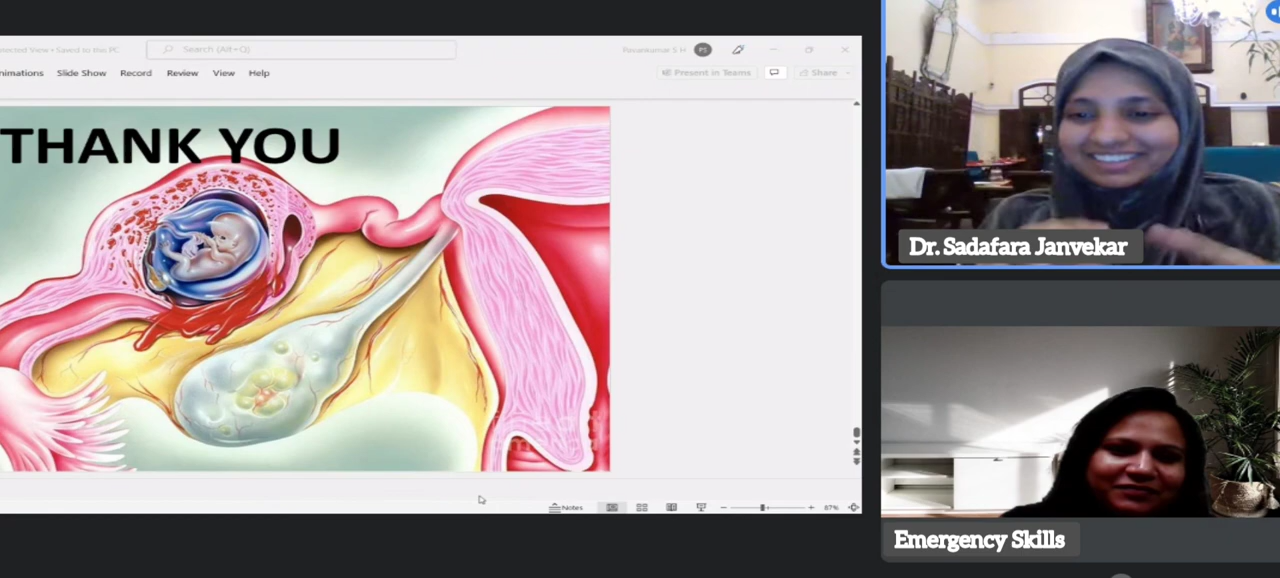 Search (Alt+Q)
Slide Show Record Review View Help
Present in Teams Share
THANK YOU
Dr. Sadafara Janvekar
Emergency Skills
Notes
87%